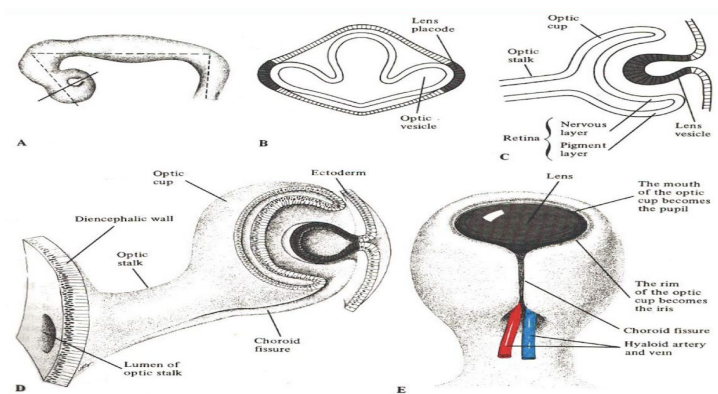 A
Lens
placode
Optic
vesicle
B
Optic
cup
Optic
stalk
Retina
Nervous
layer
Pigment
layer
Lens
vesicle
C
Optic
cup
Ectoderm
Diencephalic wall
Optic
stalk
Choroid
fissure
Lumen of
optic stalk
D
Lens
The mouth
of the optic
cup becomes
the pupil
The rim
of the optic
cup becomes
the iris
Choroid fissure
Hyaloid artery
and vein
E